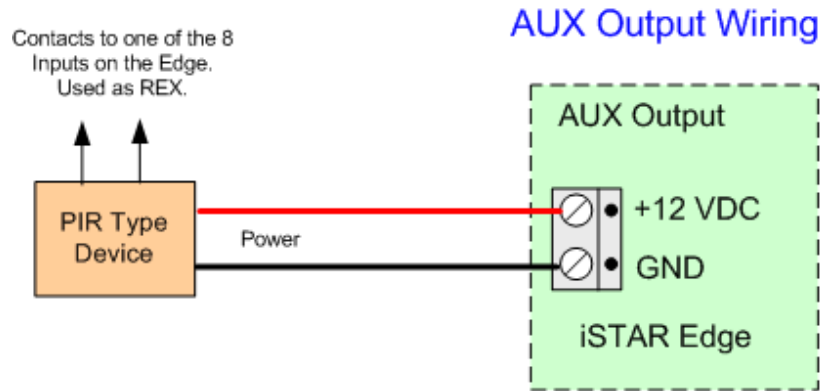 AUX Output Wiring
Contacts to one of the 8
Inputs on the Edge.
Used as REX.
PIR Type
Device
Power
AUX Output
+12 VDC
GND
iSTAR Edge